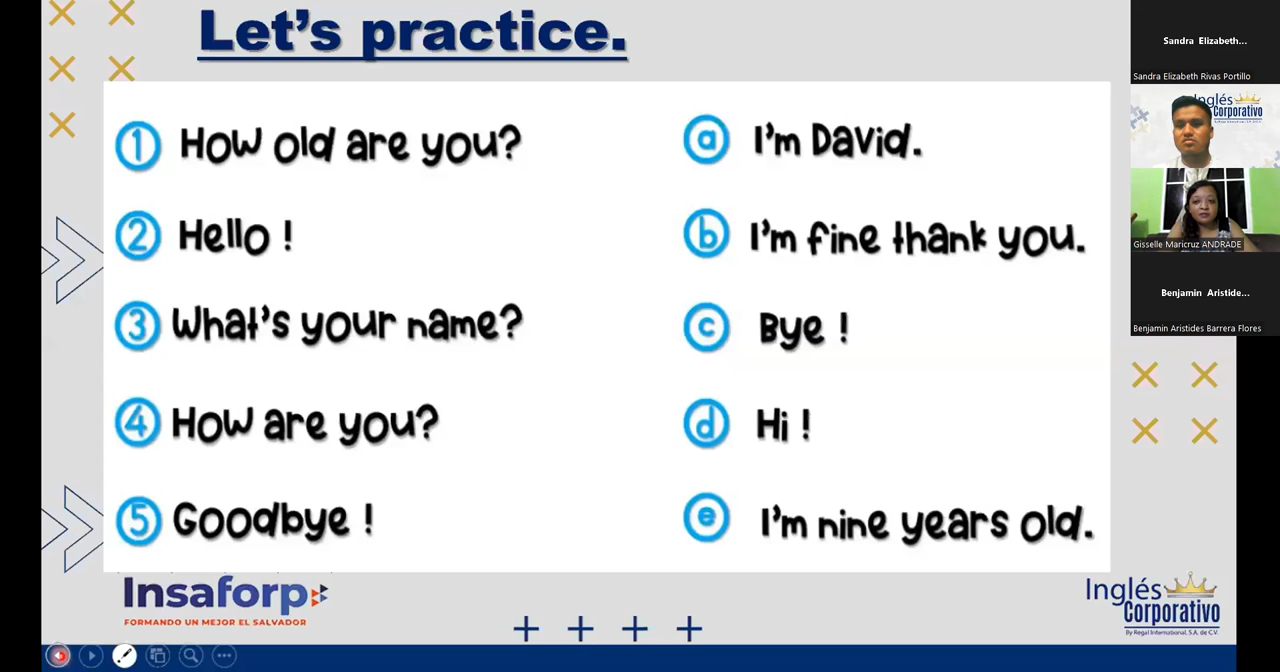 Let's practice.
1 How old are you?
2 Hello !
3 What's your name?
4 How are you?
5 Goodbye !
a I'm David.
b I'm fine thank you.
c Bye !
d Hi !
e I'm nine years old.
Insaforp
FORMANDO UN MEJOR EL SALVADOR
Inglés
Corporativo
By Regal International, S.A. de C.V.
Sandra Elizabeth...
Sandra Elizabeth Rivas Portillo
Inglés
Corporativo
Gisselle Maricruz ANDRADE
Benjamin Aristide...
Benjamin Aristides Barrera Flores